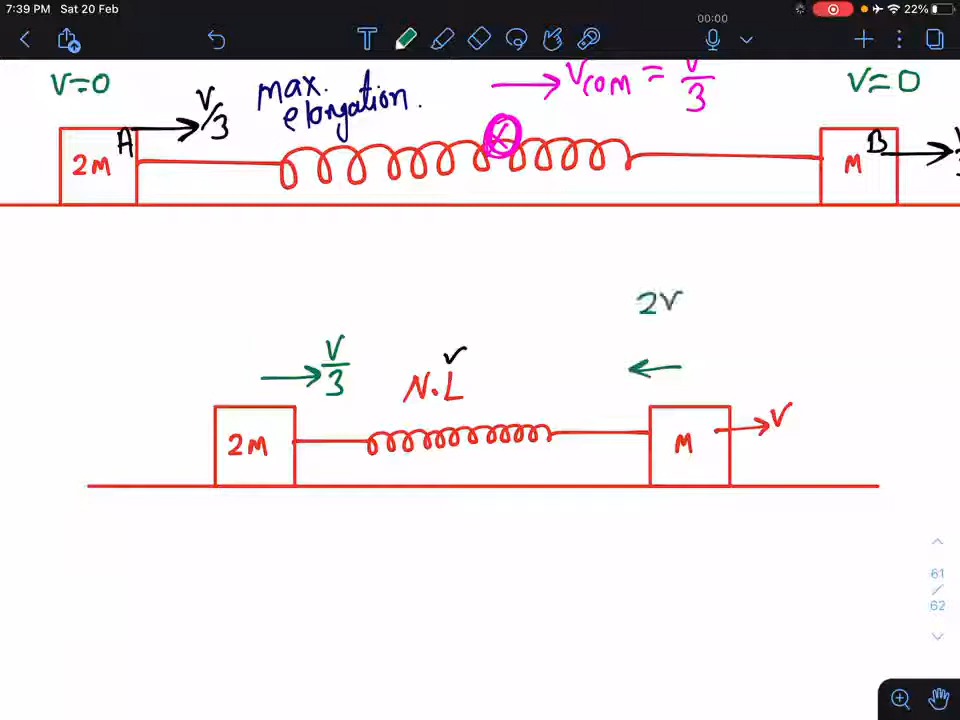 7:39 PM Sat 20 Feb
00:00
22%
V=0
max.
elongation.
Vcom = V/3
V=0
V/3
A
2M
B
M
2V
V/3
N.L
V
2M
M
61
/
62